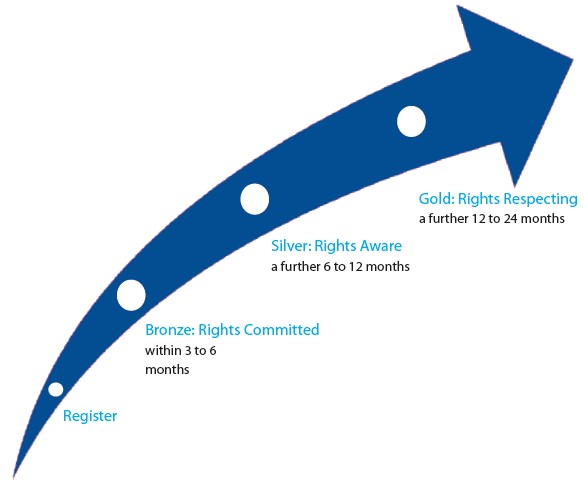 Gold: Rights Respecting
a further 12 to 24 months
Silver: Rights Aware
a further 6 to 12 months
Bronze: Rights Committed
within 3 to 6
months
Register